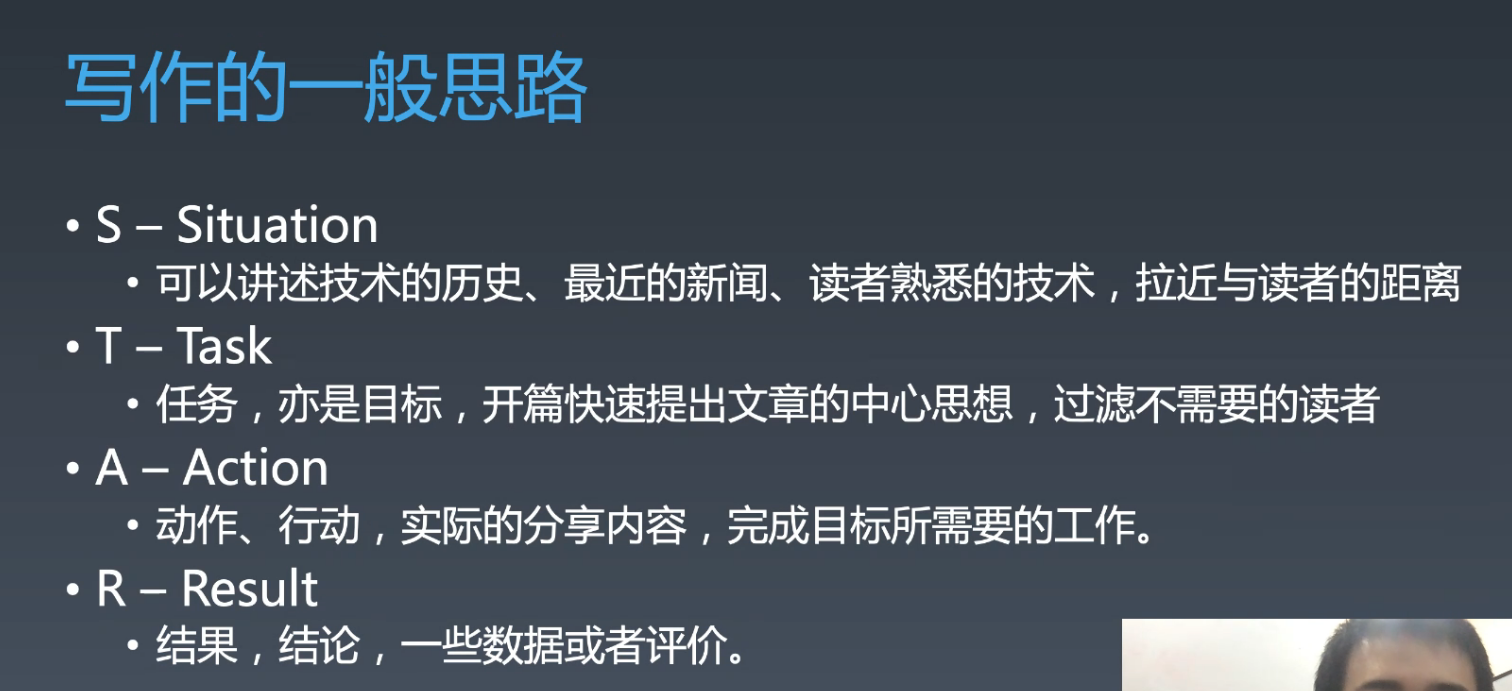 写作的一般思路
• S – Situation
• 可以讲述技术的历史、最近的新闻、读者熟悉的技术，拉近与读者的距离
• T – Task
• 任务，亦是目标，开篇快速提出文章的中心思想，过滤不需要的读者
• A – Action
• 动作、行动，实际的分享内容，完成目标所需要的工作。
• R – Result
• 结果，结论，一些数据或者评价。